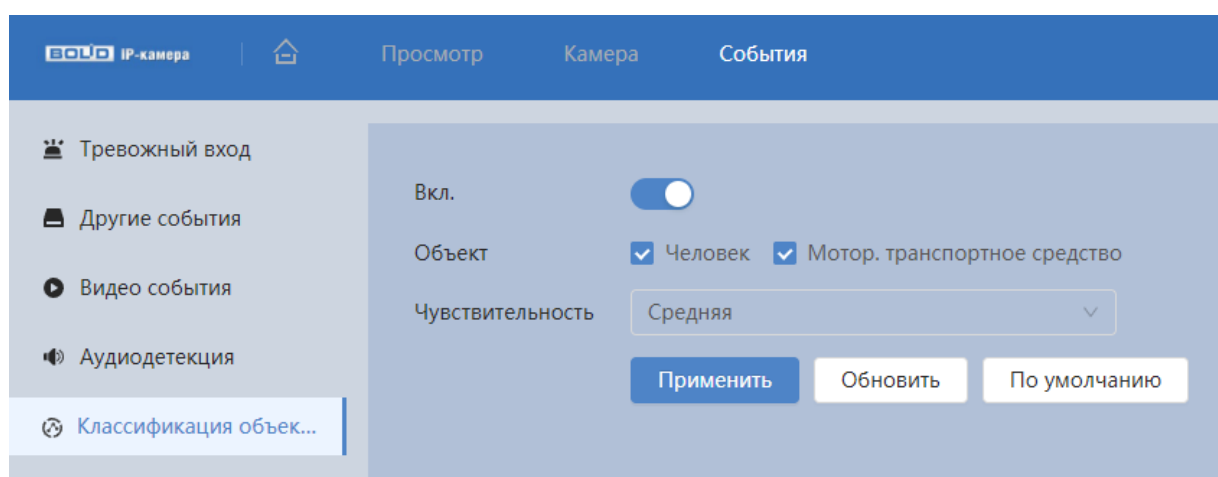 BOLID IP-камера Просмотр Камера События
Тревожный вход
Другие события
Видео события
Аудиодетекция
Классификация объек...
Вкл.
Объект Человек Мотор. транспортное средство
Чувствительность Средняя
Применить Обновить По умолчанию